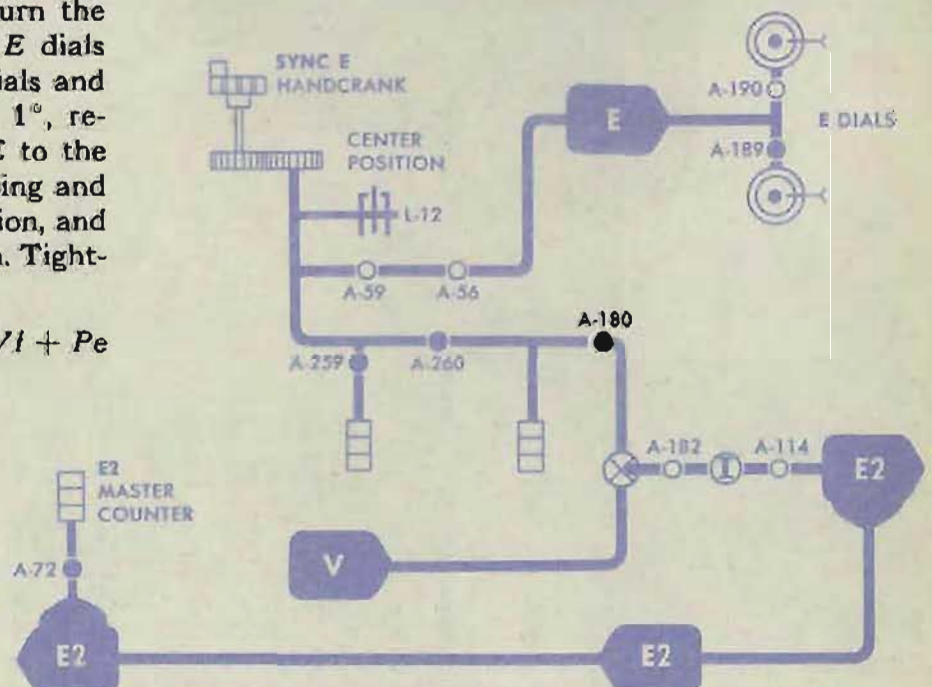 urn the
E dials
ials and
1°, re-
to the
ing and
ion, and
. Tight-
+ Pe
SYNC E
HANDCRANK
CENTER
POSITION
L-12
E
A-190
E DIALS
A-189
A-59
A-56
A-180
A-259
A-260
A-182
I
A-114
E2
E2
MASTER
COUNTER
A-72
V
E2
E2